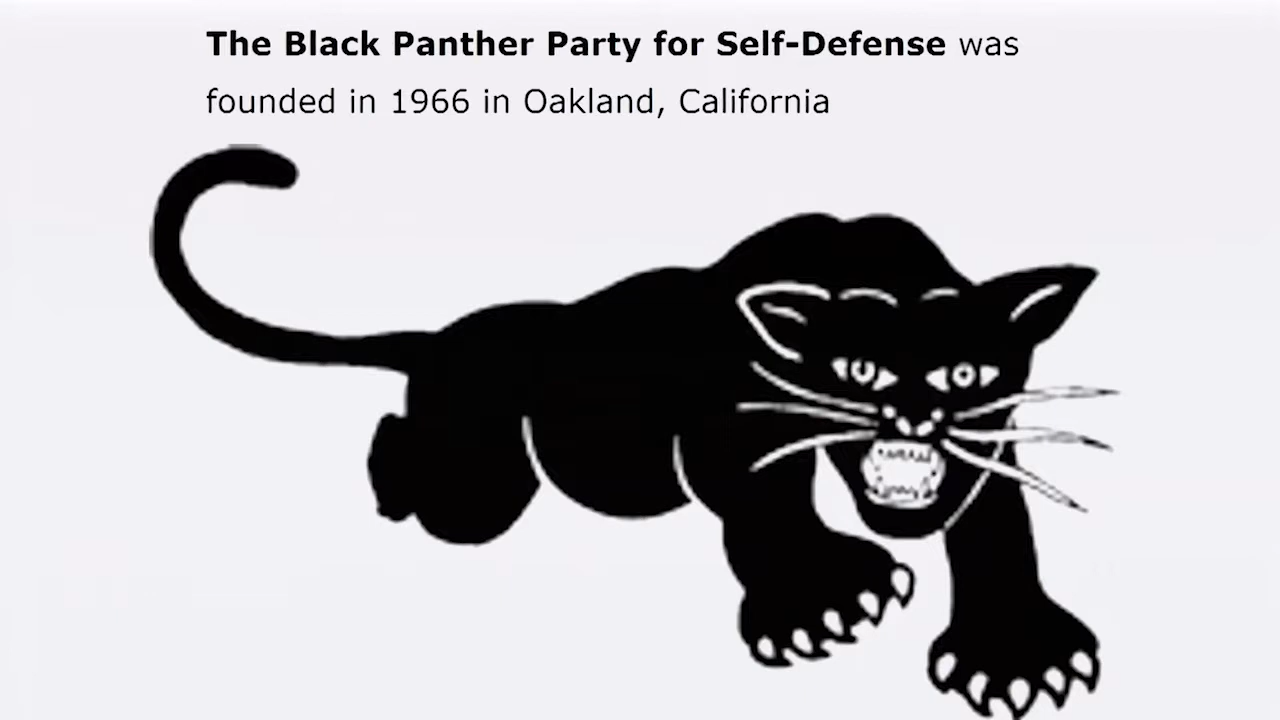 The Black Panther Party for Self-Defense was
founded in 1966 in Oakland, California